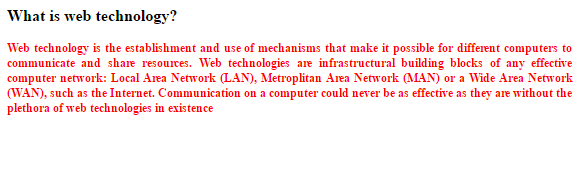 What is web technology?
Web technology is the establishment and use of mechanisms that make it possible for different computers to
communicate and share resources. Web technologies are infrastructural building blocks of any effective
computer network: Local Area Network (LAN), Metroplitan Area Network (MAN) or a Wide Area Network
(WAN), such as the Internet. Communication on a computer could never be as effective as they are without the
plethora of web technologies in existence